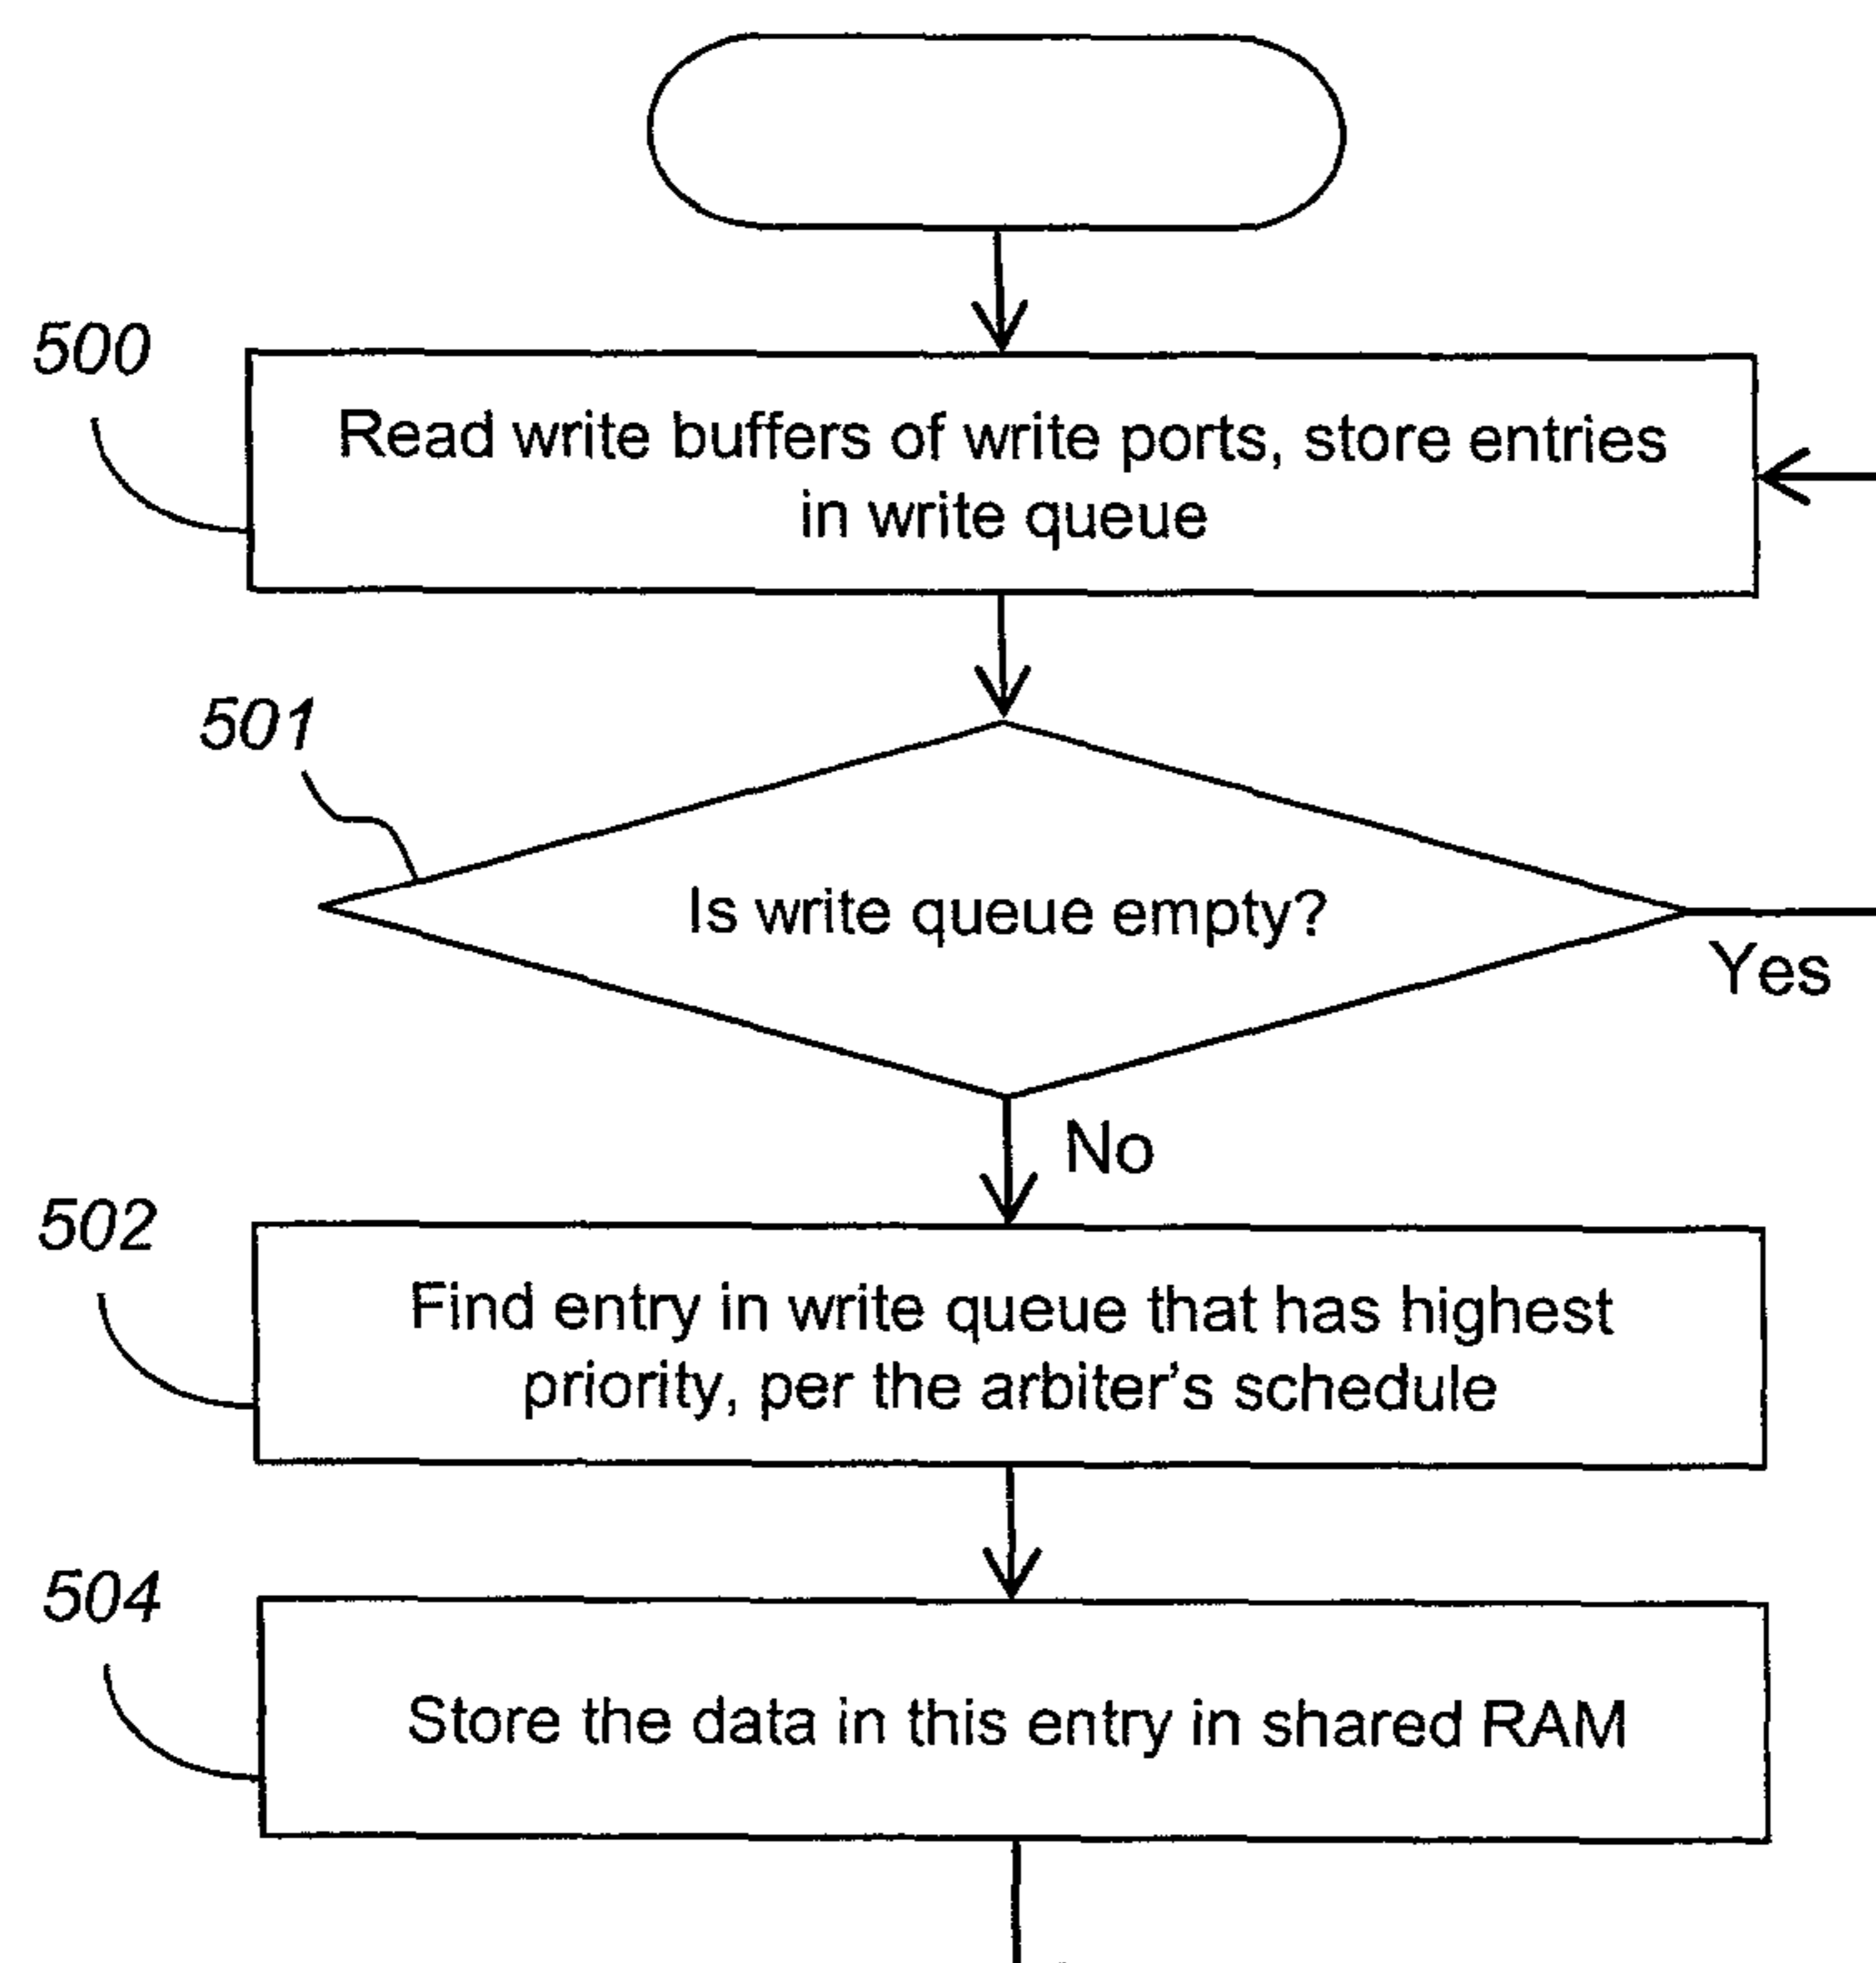 500
Read write buffers of write ports, store entries
in write queue
501
Is write queue empty?
Yes
No
502
Find entry in write queue that has highest
priority, per the arbiter's schedule
504
Store the data in this entry in shared RAM